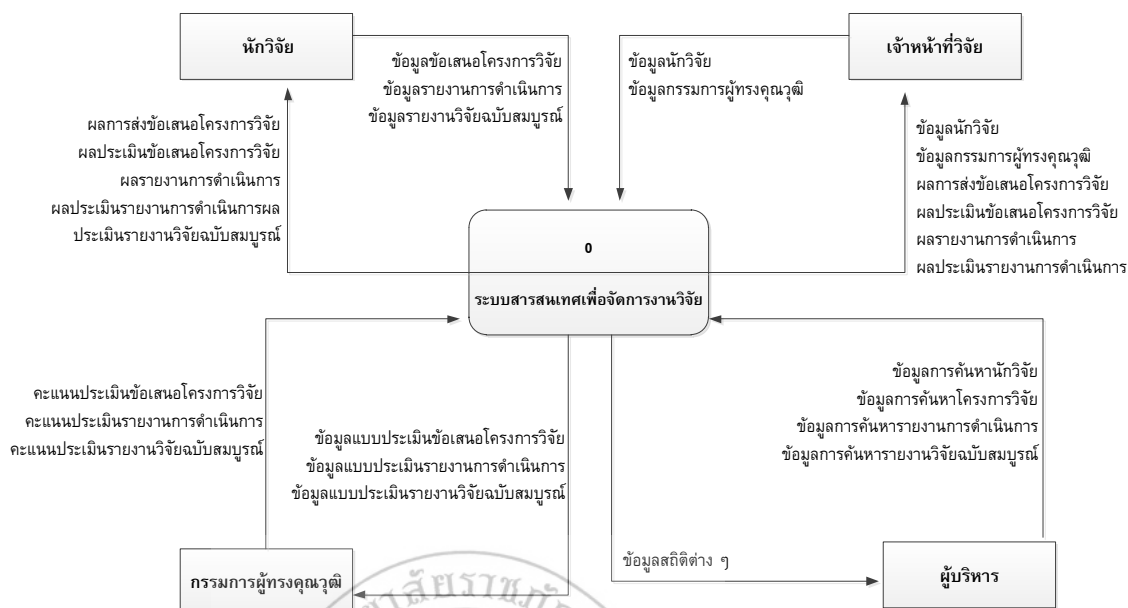 นักวิจัย
เจ้าหน้าที่วิจัย
ข้อมูลข้อเสนอโครงการวิจัย
ข้อมูลรายงานการดำเนินการ
ข้อมูลรายงานวิจัยฉบับสมบูรณ์
ข้อมูลนักวิจัย
ข้อมูลกรรมการผู้ทรงคุณวุฒิ
ผลการส่งข้อเสนอโครงการวิจัย
ผลประเมินข้อเสนอโครงการวิจัย
ผลรายงานการดำเนินการ
ผลประเมินรายงานการดำเนินการผล
ประเมินรายงานวิจัยฉบับสมบูรณ์
ข้อมูลนักวิจัย
ข้อมูลกรรมการผู้ทรงคุณวุฒิ
ผลการส่งข้อเสนอโครงการวิจัย
ผลประเมินข้อเสนอโครงการวิจัย
ผลรายงานการดำเนินการ
ผลประเมินรายงานการดำเนินการ
0
ระบบสารสนเทศเพื่อจัดการงานวิจัย
คะแนนประเมินข้อเสนอโครงการวิจัย
คะแนนประเมินรายงานการดำเนินการ
คะแนนประเมินรายงานวิจัยฉบับสมบูรณ์
ข้อมูลแบบประเมินข้อเสนอโครงการวิจัย
ข้อมูลแบบประเมินรายงานการดำเนินการ
ข้อมูลแบบประเมินรายงานวิจัยฉบับสมบูรณ์
ข้อมูลการค้นหานักวิจัย
ข้อมูลการค้นหาโครงการวิจัย
ข้อมูลการค้นหารายงานการดำเนินการ
ข้อมูลการค้นหารายงานวิจัยฉบับสมบูรณ์
ข้อมูลสถิติต่าง ๆ
กรรมการผู้ทรงคุณวุฒิ
ผู้บริหาร